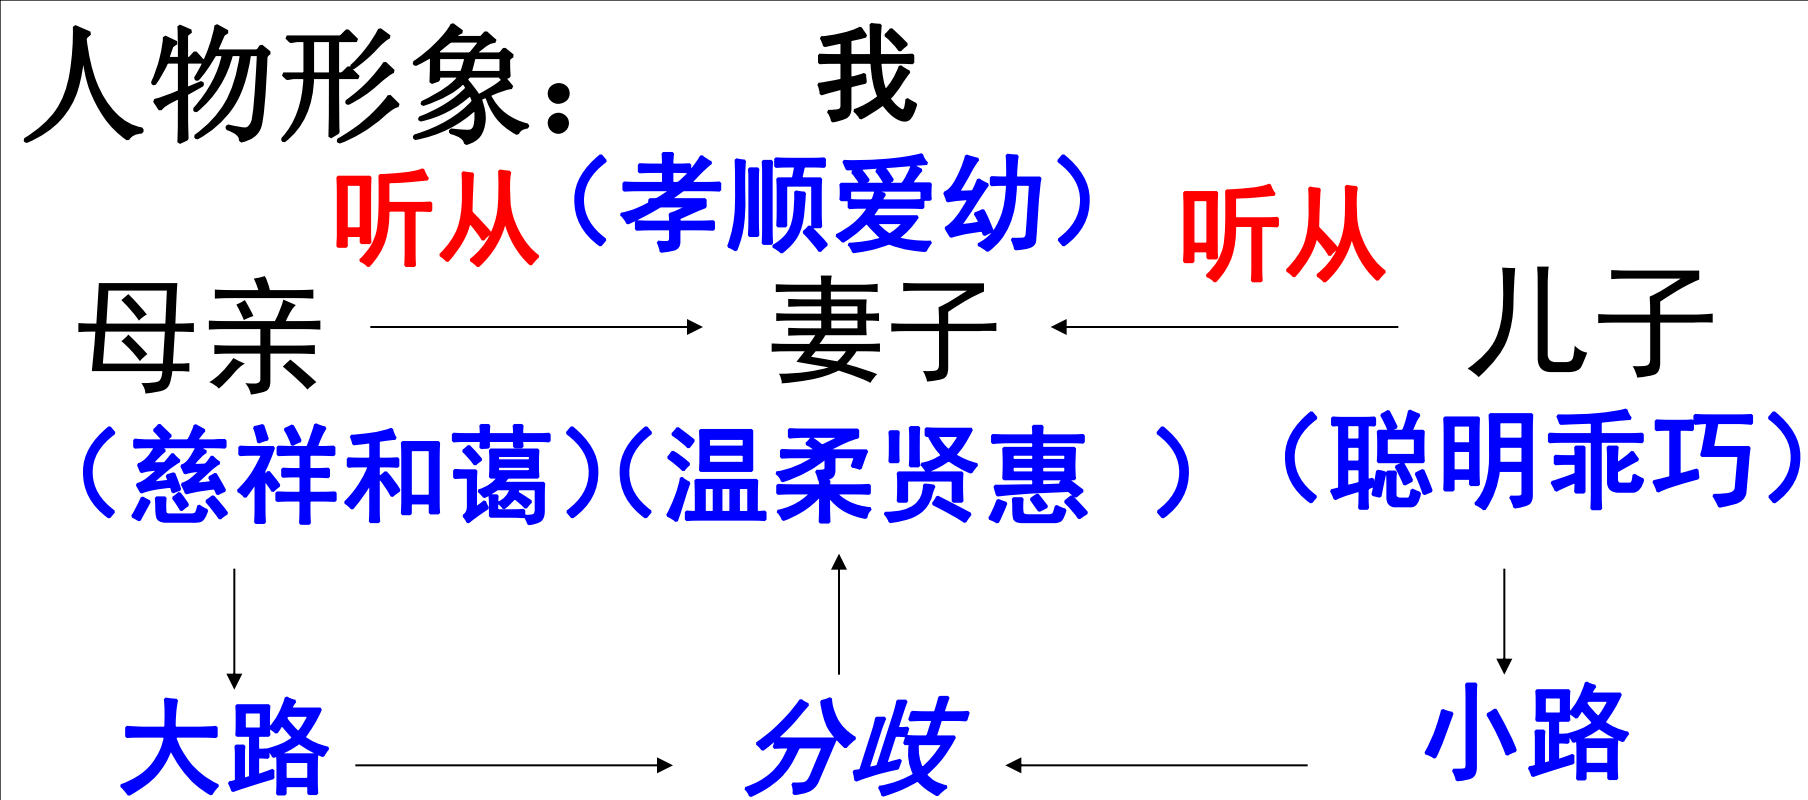 人物形象： 我
听从（孝顺爱幼） 听从
母亲 妻子 儿子
（慈祥和蔼）（温柔贤惠 ）（聪明乖巧）
大路 分歧 小路